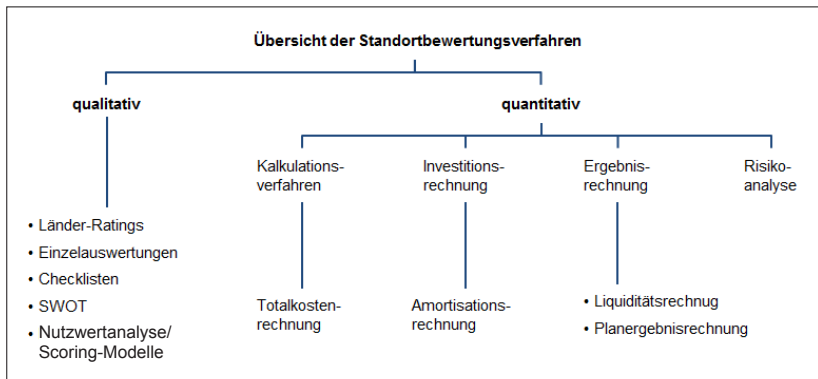 Übersicht der Standortbewertungsverfahren
qualitativ
quantitativ
Kalkulations-
verfahren
Investitions-
rechnung
Ergebnis-
rechnung
Risiko-
analyse
• Länder-Ratings
• Einzelauswertungen
• Checklisten
• SWOT
• Nutzwertanalyse/
Scoring-Modelle
Totalkosten-
rechnung
Amortisations-
rechnung
• Liquiditätsrechnug
• Planergebnisrechnung